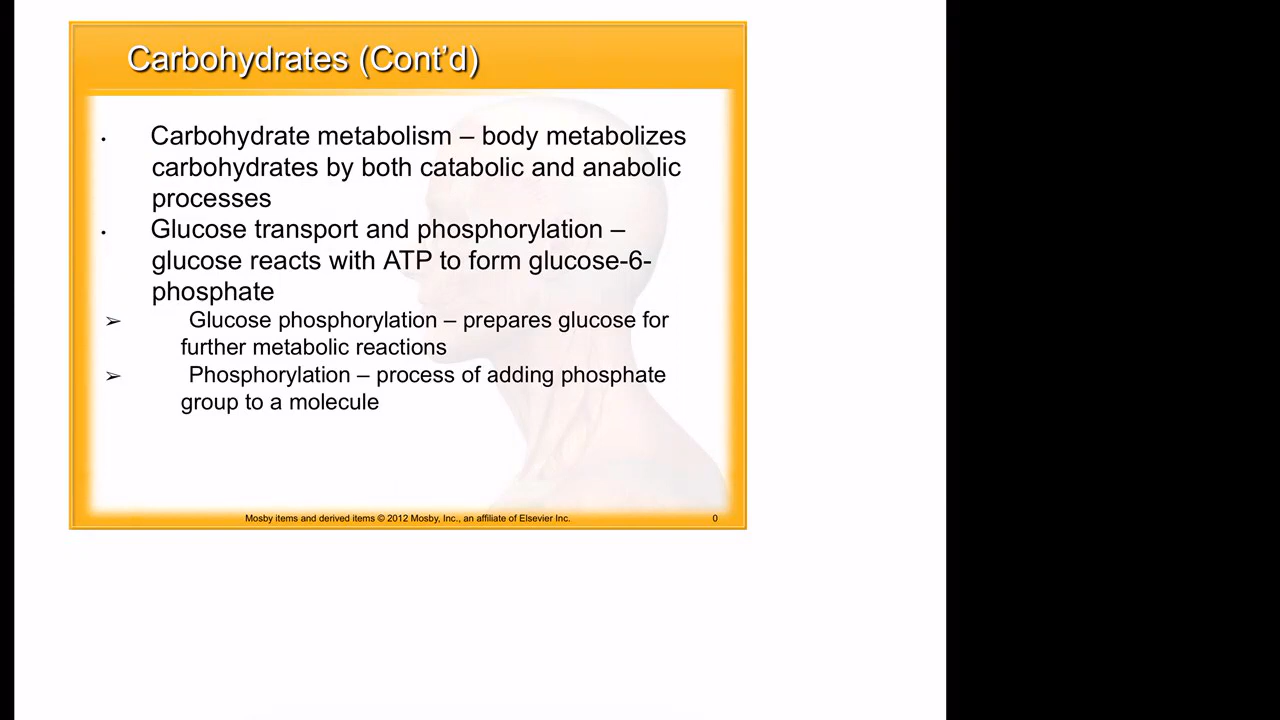 Carbohydrates (Cont’d)
• Carbohydrate metabolism – body metabolizes
carbohydrates by both catabolic and anabolic
processes
• Glucose transport and phosphorylation –
glucose reacts with ATP to form glucose-6-
phosphate
➢ Glucose phosphorylation – prepares glucose for
further metabolic reactions
➢ Phosphorylation – process of adding phosphate
group to a molecule
Mosby items and derived items © 2012 Mosby, Inc., an affiliate of Elsevier Inc. 0